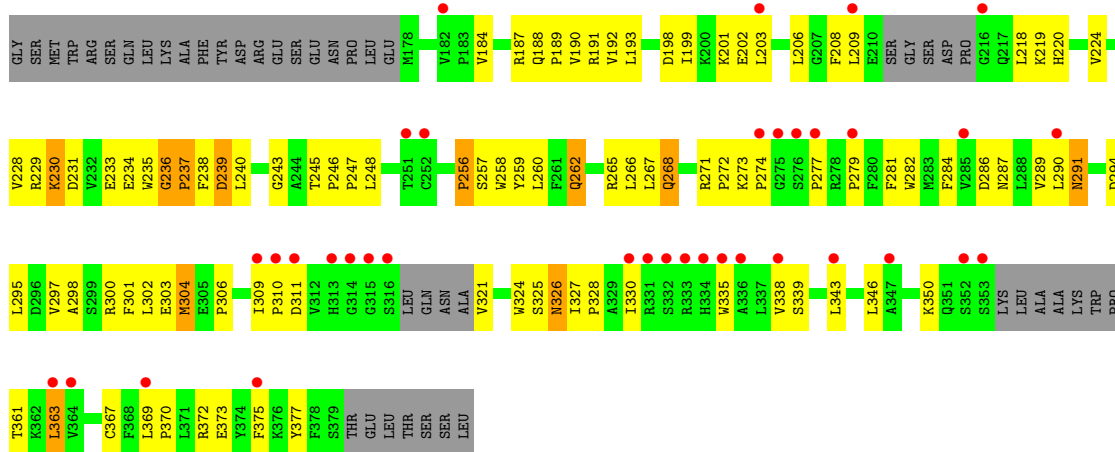 GLY SER MET TRP ARG SER GLN LEU LYS ALA PHE TYR ASP ARG GLU SER GLU ASN PRO LEU GLU M178 V182 P183 V184 R187 Q188 P189 V190 R191 V192 L193 D198 I199 K200 K201 E202 L203 L206 G207 F208 L209 E210 SER GLY SER ASP PRO G216 Q217 L218 K219 H220 V224
V228 R229 K230 D231 V232 E233 E234 W235 G236 P237 F238 D239 L240 G243 A244 T245 P246 P247 L248 T251 C252 P256 S257 W258 Y259 L260 F261 Q262 R265 L266 L267 Q268 R271 P272 K273 P274 G275 S276 P277 R278 P279 F280 F281 W282 M283 F284 V285 D286 N287 L288 V289 L290 N291
L295 D296 V297 A298 S299 R300 F301 L302 E303 M304 E305 P306 I309 P310 D311 V312 H313 G314 G315 S316 LEU GLN ASN ALA V321 W324 S325 N326 I327 P328 A329 I330 R331 S332 R333 H334 W335 A336 L337 V338 S339 L343 L346 A347 K350 Q351 S352 S353 LYS LEU ALA ALA LYS TRP PRO
T361 K362 L363 V364 C367 F368 L369 P370 L371 R372 E373 Y374 F375 K376 Y377 F378 S379 THR GLU LEU THR SER SER LEU